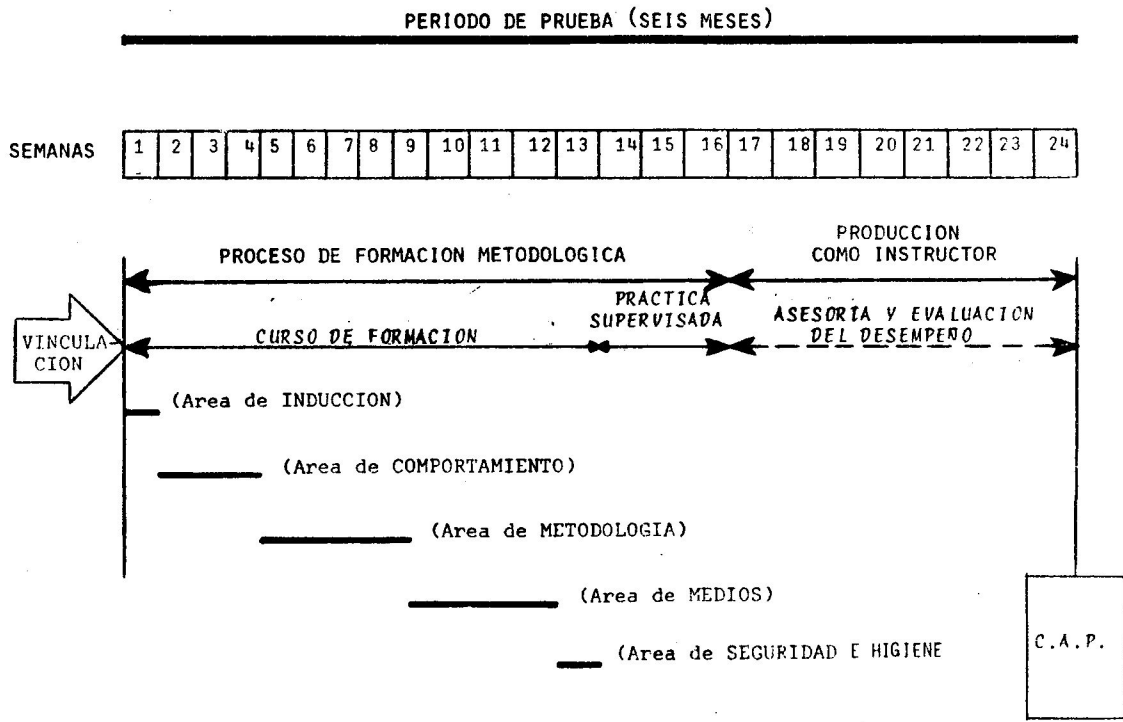 PERIODO DE PRUEBA (SEIS MESES)
SEMANAS 1 2 3 4 5 6 7 8 9 10 11 12 13 14 15 16 17 18 19 20 21 22 23 24
PROCESO DE FORMACION METODOLOGICA
PRODUCCION
COMO INSTRUCTOR
VINCULA-
CION
CURSO DE FORMACION
PRACTICA
SUPERVISADA
ASESORIA Y EVALUACION
DEL DESEMPEÑO
(Area de INDUCCION)
(Area de COMPORTAMIENTO)
(Area de METODOLOGIA)
(Area de MEDIOS)
(Area de SEGURIDAD E HIGIENE
C.A.P.